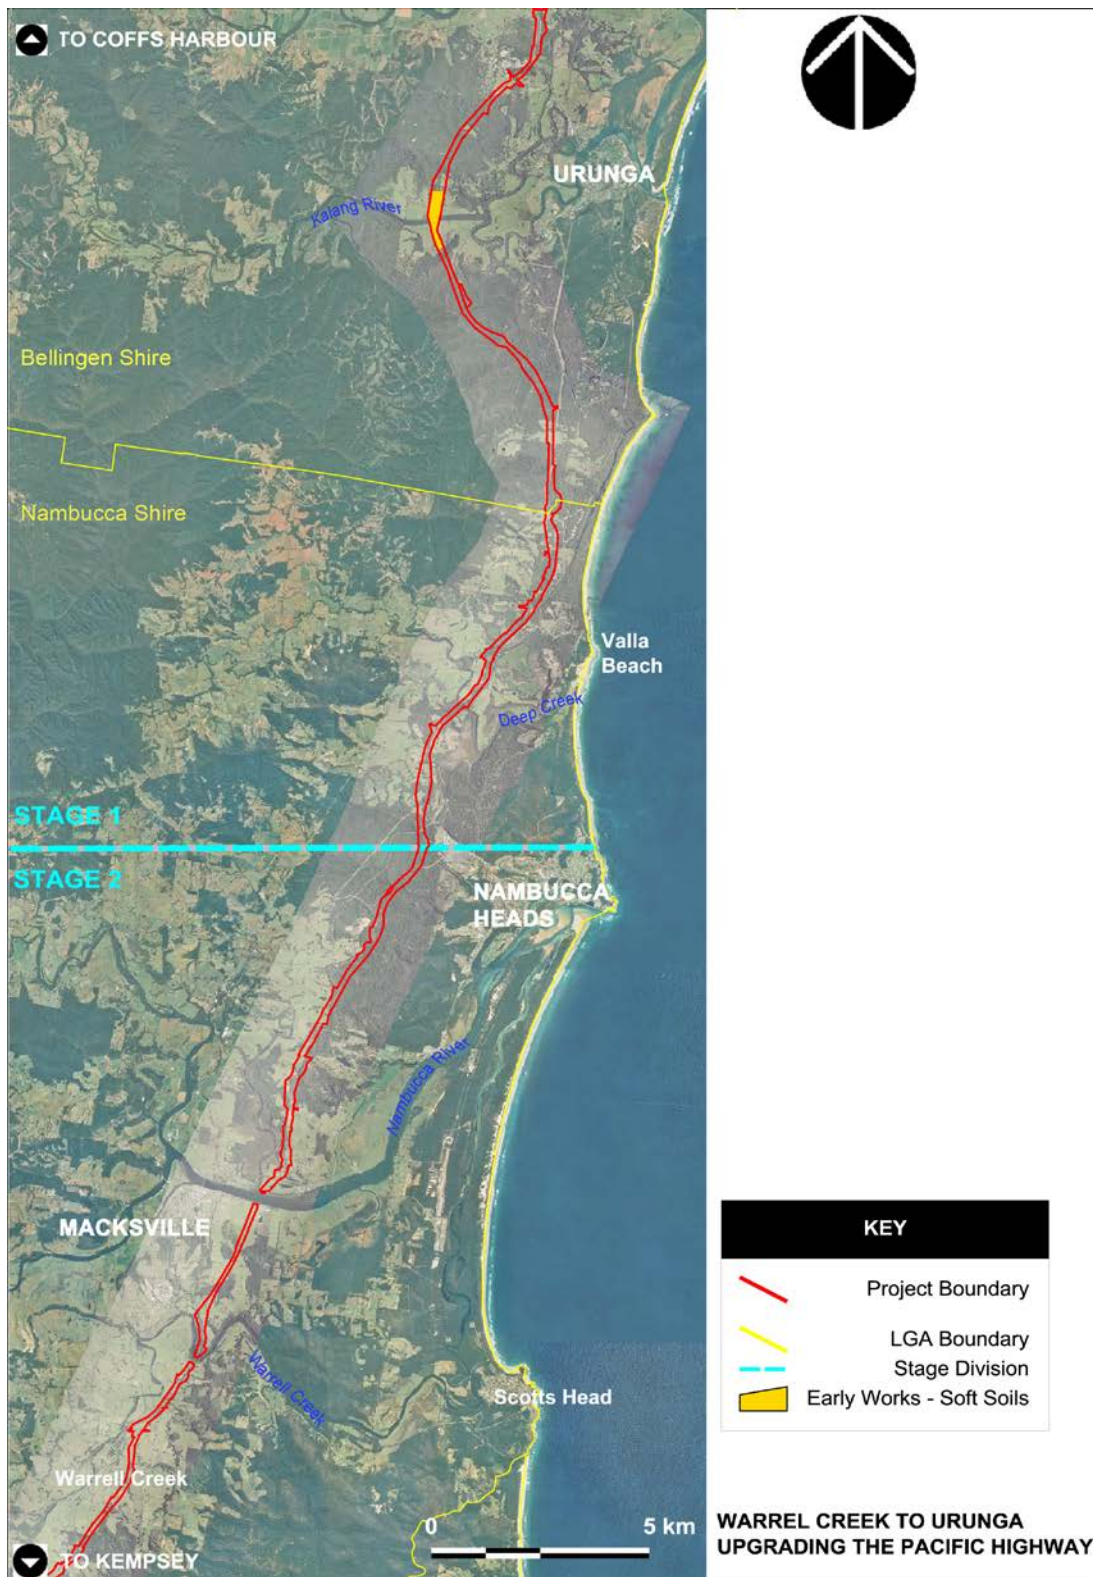 TO COFFS HARBOUR
URUNGA
Kalang River
Bellingen Shire
Nambucca Shire
Valla
Beach
Deep Creek
STAGE 1
STAGE 2
NAMBUCCA
HEADS
Nambucca River
MACKSVILLE
Warrell Creek
Scotts Head
Warrell Creek
TO KEMPSEY
0 5 km
KEY
Project Boundary
LGA Boundary
Stage Division
Early Works - Soft Soils
WARREL CREEK TO URUNGA
UPGRADING THE PACIFIC HIGHWAY